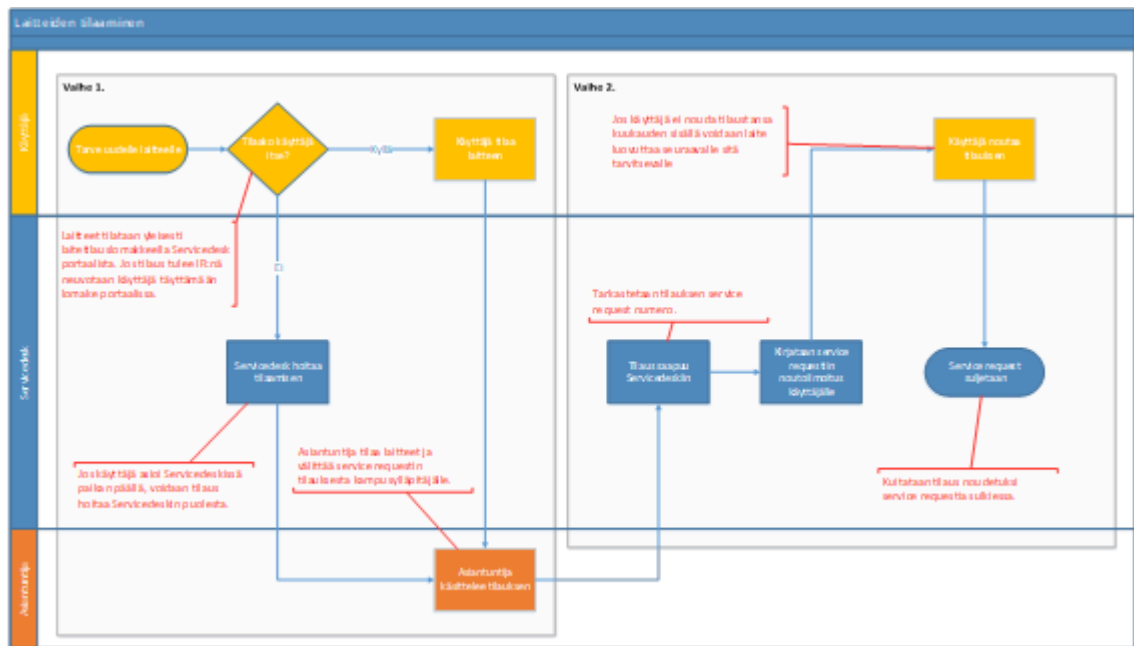 Laitteiden tilaaminen
Käyttäjä
Vaihe 1.
Tarve uudelle laitteelle
Tilaako käyttäjä
itse?
Kyllä
Käyttäjä tilaa
laitteen
Vaihe 2.
Jos käyttäjä ei nouda tilaustansa
kuukauden sisällä voidaan laite
luovuttaa seuraavalle sitä
tarvitsevalle
Käyttäjä noutaa
tilauksen
Servicedesk
Laitteet tilataan yleisesti
laitetilauslomakkeella Servicedesk
portaalista. Jos tilaus tulee IR:nä
neuvotaan käyttäjä täyttämään
lomake portaalissa.
Ei
Servicedesk hoitaa
tilaamisen
Jos käyttäjä asioi Servicedeskissä
paikan päällä, voidaan tilaus
hoitaa Servicedeskin puolesta.
Asiantuntija tilaa laitteet ja
välittää service requestin
tilauksesta kampusylläpitäjälle.
Tarkastetaan tilauksen service
request numero.
Tilaus saapuu
Servicedeskiin
Kirjataan service
requestiin
noutoilmoitus
käyttäjälle
Service request
suljetaan
Kuitataan tilaus noudetuksi
service requestia sulkiessa.
Asiantuntija
Asiantuntija
käsittelee tilauksen